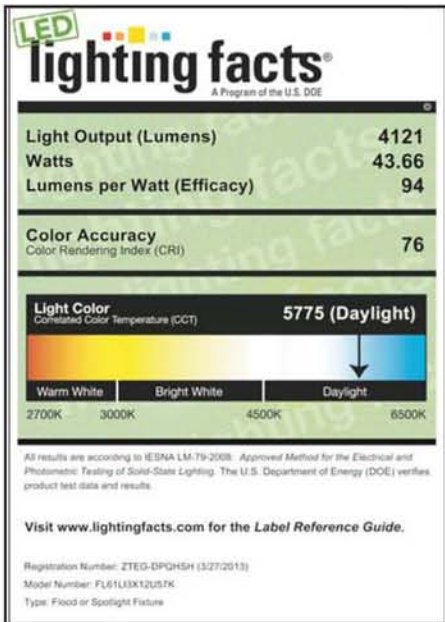 LED
lighting facts®
A Program of the U.S. DOE
Light Output (Lumens) 4121
Watts 43.66
Lumens per Watt (Efficacy) 94
Color Accuracy 76
Color Rendering Index (CRI)
Light Color 5775 (Daylight)
Correlated Color Temperature (CCT)
Warm White Bright White Daylight
2700K 3000K 4500K 6500K
All results are according to IESNA LM-79-2008: Approved Method for the Electrical and
Photometric Testing of Solid-State Lighting. The U.S. Department of Energy (DOE) verifies
product test data and results.
Visit www.lightingfacts.com for the Label Reference Guide.
Registration Number: ZTEG-DPQHSH (3/27/2013)
Model Number: FL61LI3X12U57K
Type: Flood or Spotlight Fixture